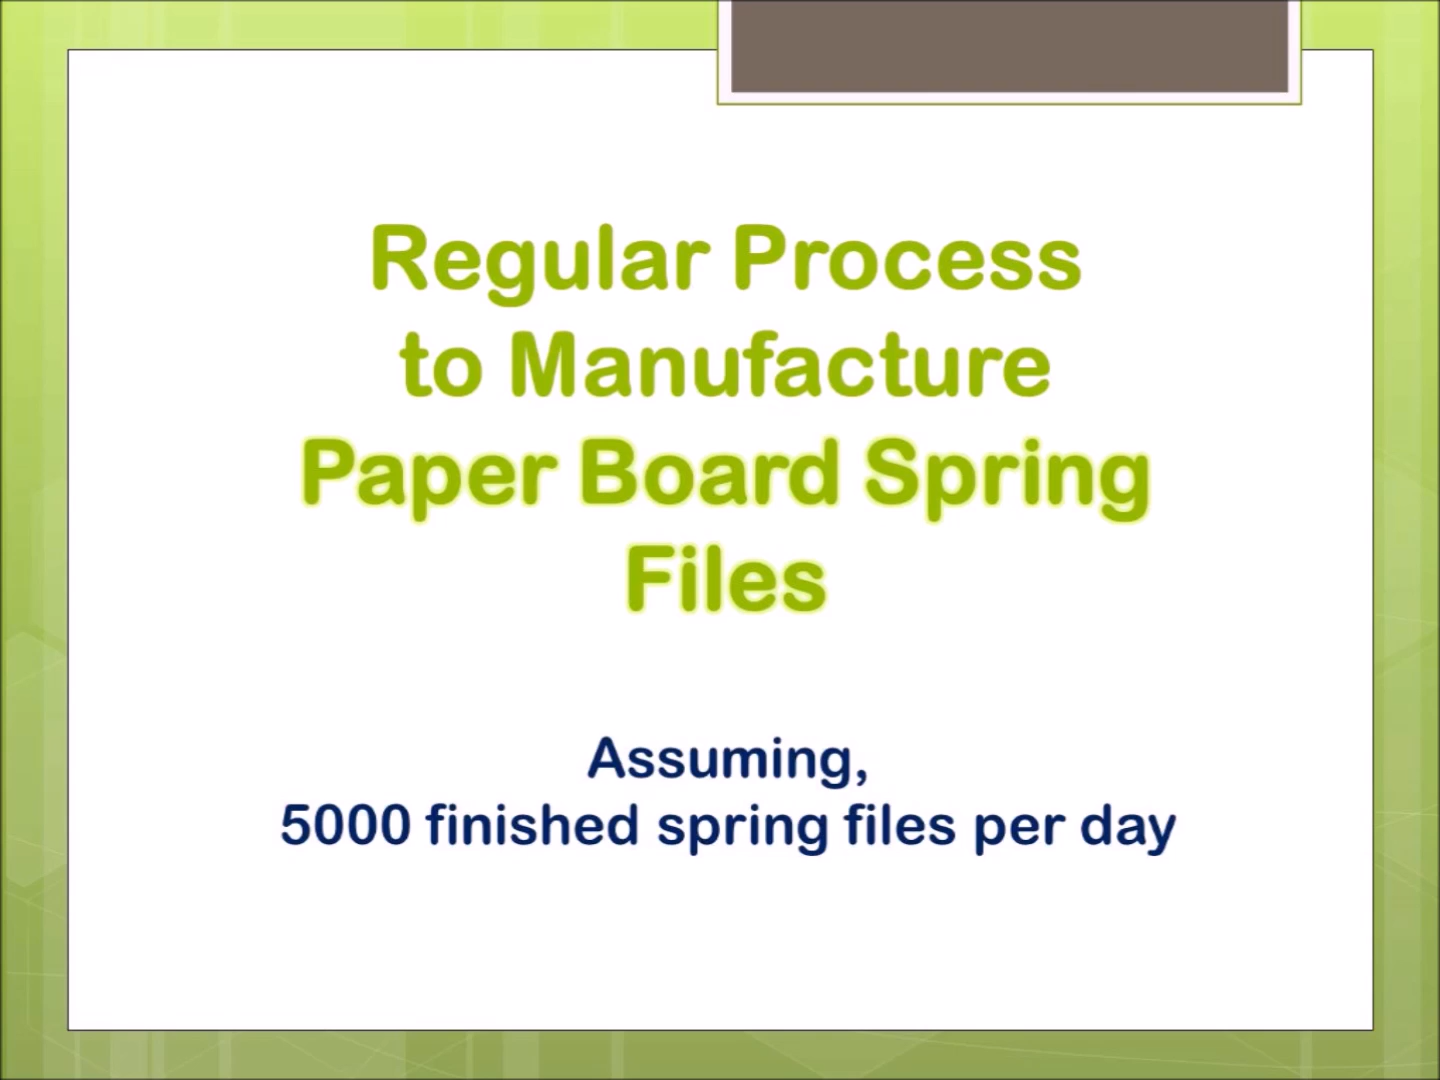 Regular Process
to Manufacture
Paper Board Spring
Files
Assuming,
5000 finished spring files per day